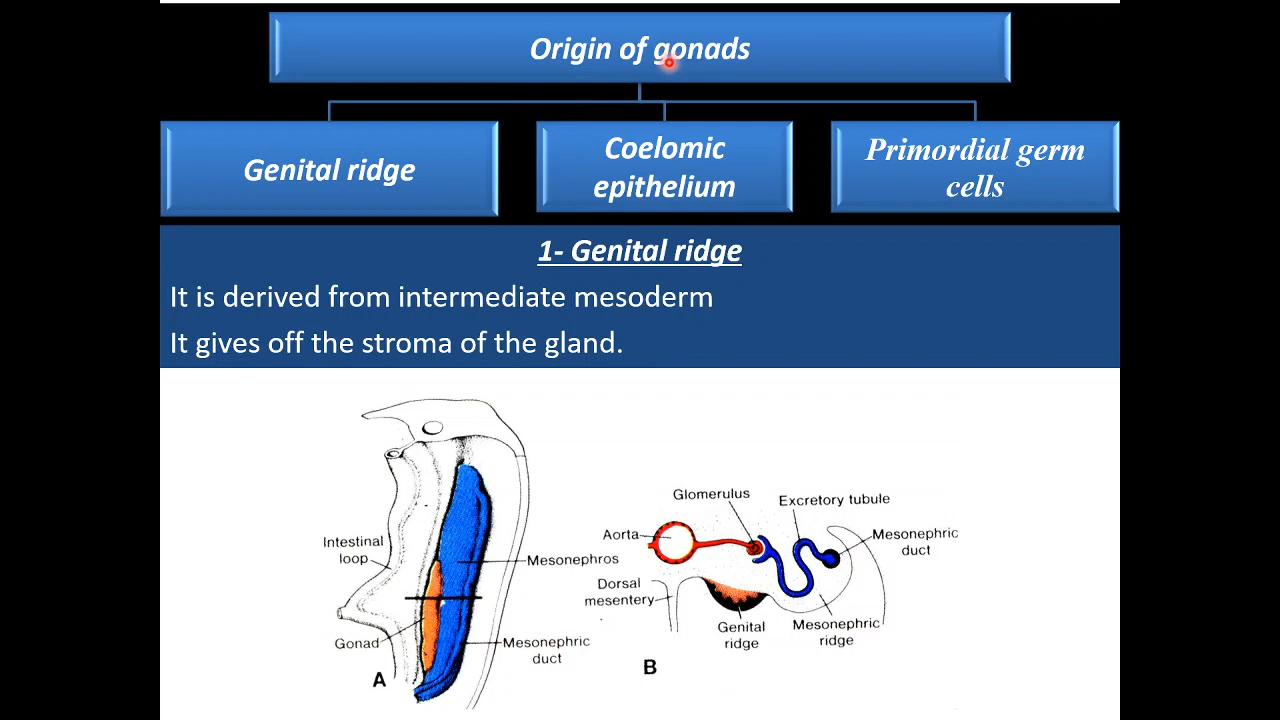 Origin of gonads
Genital ridge
Coelomic
epithelium
Primordial germ
cells
1- Genital ridge
It is derived from intermediate mesoderm
It gives off the stroma of the gland.
Intestinal
loop
Mesonephros
Gonad
Mesonephric
duct
A
Glomerulus
Excretory tubule
Aorta
Mesonephric
duct
Dorsal
mesentery
Genital
ridge
Mesonephric
ridge
B